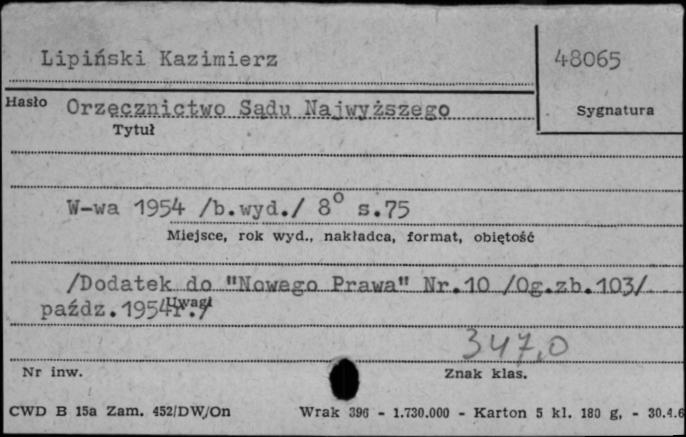 Lipiński Kazimierz
48065
Hasło Orzęcznictwo Sądu Najwyższego
Sygnatura
Tytuł
W-wa 1954 /b.wyd./ 8° s.75
Miejsce, rok wyd., nakładca, format, objętość
/Dodatek do "Nowego Prawa" Nr.10 /Og.zb.103/
paźdz.1954r./
Uwagi
347,0
Nr inw.
Znak klas.
CWD B 15a Zam. 452/DW/On
Wrak 396 - 1.730.000 - Karton 5 kl. 180 g, - 30.4.6